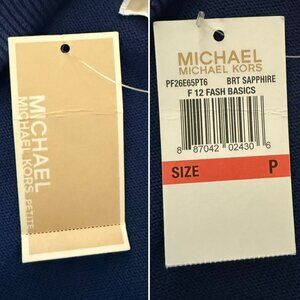 MICHAEL
MICHAEL KORS PETITE
MICHAEL
MICHAEL KORS
PF26E65PT6 BRT SAPPHIRE
F 12 FASH BASICS
8 87042 02430 6
SIZE P